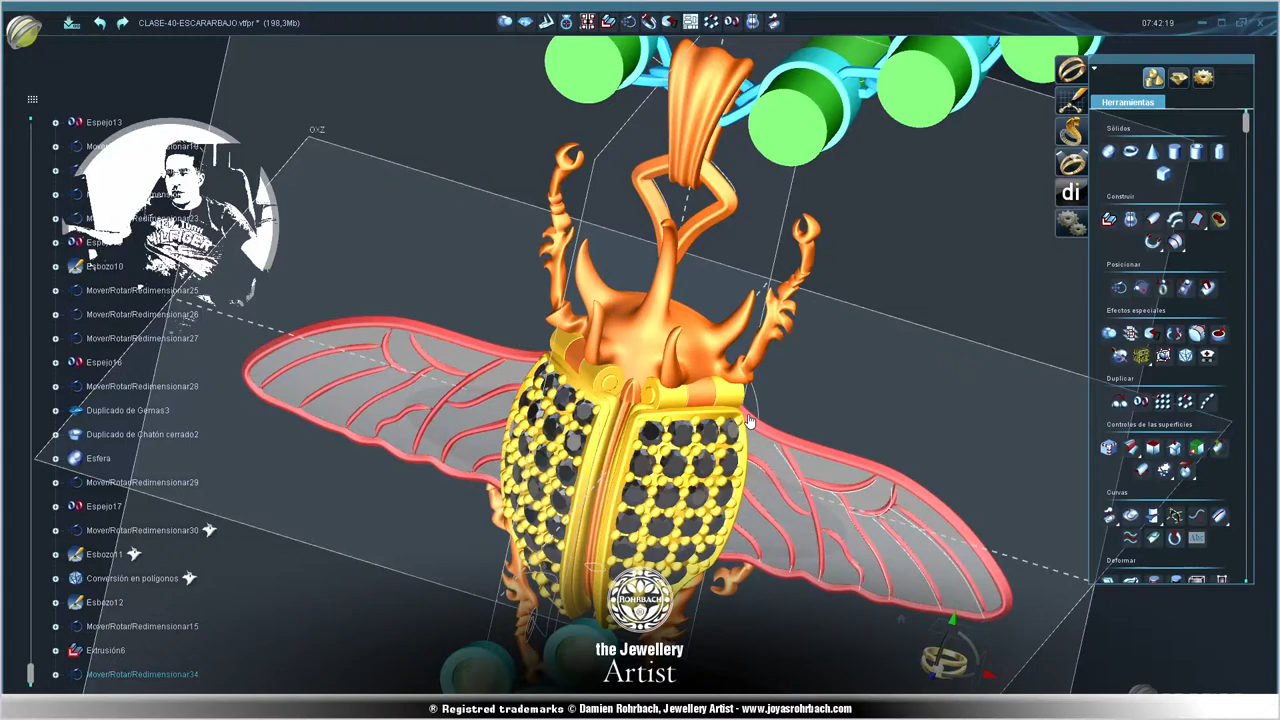 CLASE-40-ESCARARBAJO.vtfpr * (198,3Mb)
07:42:19
Herramientas
Sólidos
Construir
Posicionar
Efectos especiales
Duplicar
Controles de las superficies
Curvas
Abc
Deformar
di
OXZ
Espejo13
Esbozo10
Mover/Rotar/Redimensionar25
Mover/Rotar/Redimensionar26
Mover/Rotar/Redimensionar27
Espejo16
Mover/Rotar/Redimensionar28
Duplicado de Gemas3
Duplicado de Chatón cerrado2
Esfera
Mover/Rotar/Redimensionar29
Espejo17
Mover/Rotar/Redimensionar30
Esbozo11
Conversión en polígonos
Esbozo12
Mover/Rotar/Redimensionar15
Extrusión6
Mover/Rotar/Redimensionar34
ROHRBACH
the Jewellery
Artist
® Registred trademarks © Damien Rohrbach, Jewellery Artist - www.joyasrohrbach.com